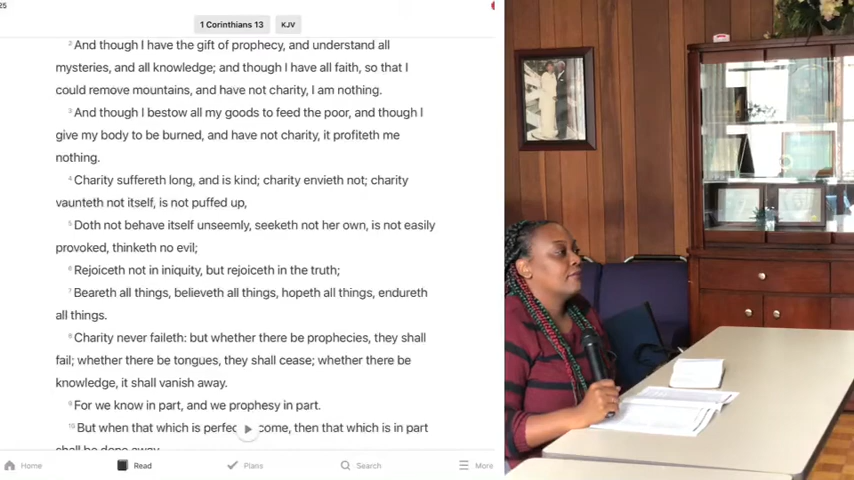 25
1 Corinthians 13 KJV
2 And though I have the gift of prophecy, and understand all
mysteries, and all knowledge; and though I have all faith, so that I
could remove mountains, and have not charity, I am nothing.
3 And though I bestow all my goods to feed the poor, and though I
give my body to be burned, and have not charity, it profiteth me
nothing.
4 Charity suffereth long, and is kind; charity envieth not; charity
vaunteth not itself, is not puffed up,
5 Doth not behave itself unseemly, seeketh not her own, is not easily
provoked, thinketh no evil;
6 Rejoiceth not in iniquity, but rejoiceth in the truth;
7 Beareth all things, believeth all things, hopeth all things, endureth
all things.
8 Charity never faileth: but whether there be prophecies, they shall
fail; whether there be tongues, they shall cease; whether there be
knowledge, it shall vanish away.
9 For we know in part, and we prophesy in part.
10 But when that which is perfec come, then that which is in part
shall be done away.
Home Read Plans Search More